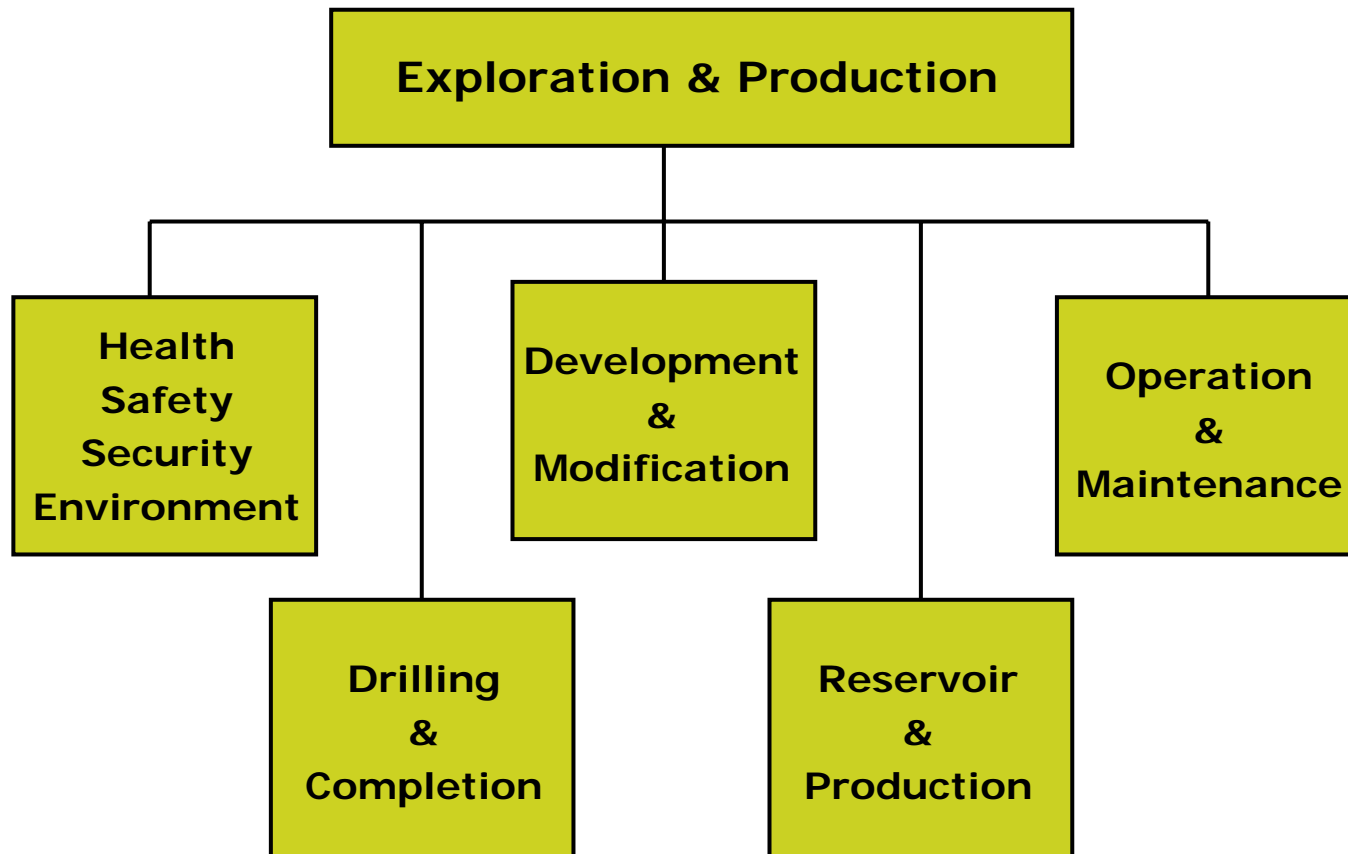 Exploration & Production
Health
Safety
Security
Environment
Development
&
Modification
Operation
&
Maintenance
Drilling
&
Completion
Reservoir
&
Production